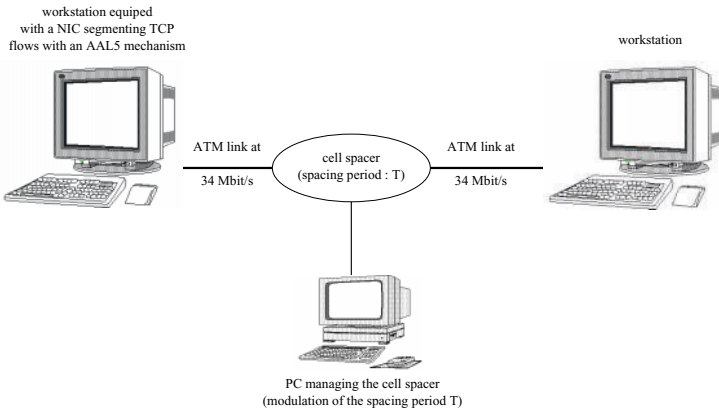 workstation equiped
with a NIC segmenting TCP
flows with an AAL5 mechanism
workstation
ATM link at
34 Mbit/s
cell spacer
(spacing period : T)
ATM link at
34 Mbit/s
PC managing the cell spacer
(modulation of the spacing period T)